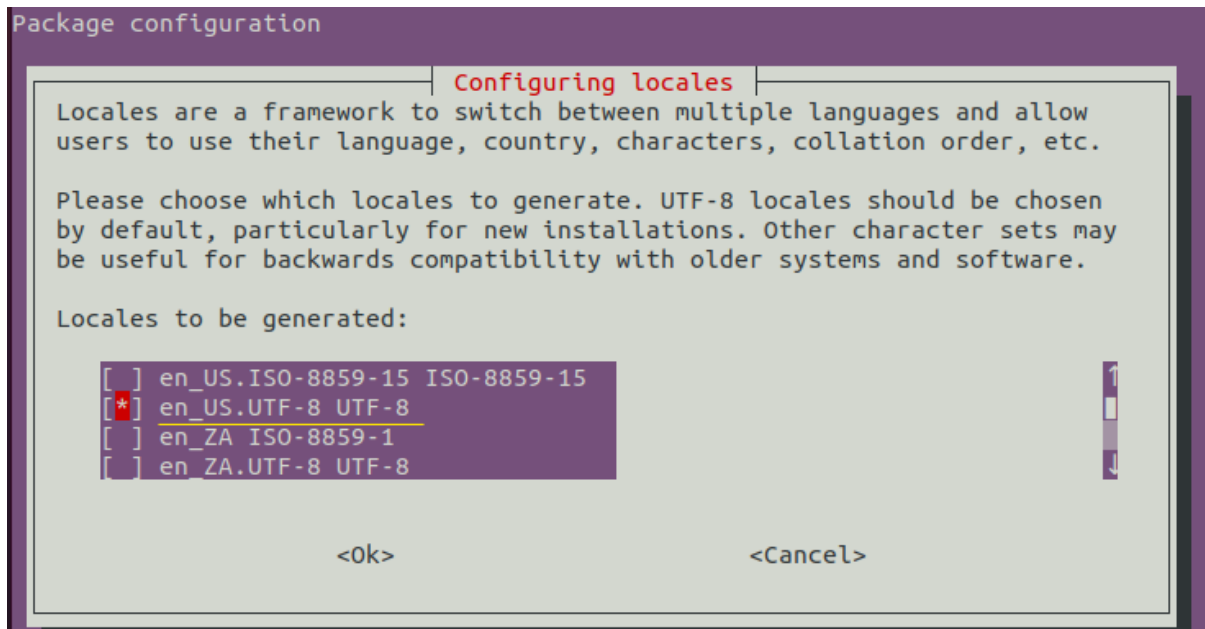 Package configuration
Configuring locales
Locales are a framework to switch between multiple languages and allow
users to use their language, country, characters, collation order, etc.
Please choose which locales to generate. UTF-8 locales should be chosen
by default, particularly for new installations. Other character sets may
be useful for backwards compatibility with older systems and software.
Locales to be generated:
[ ] en_US.ISO-8859-15 ISO-8859-15
[*] en_US.UTF-8 UTF-8
[ ] en_ZA ISO-8859-1
[ ] en_ZA.UTF-8 UTF-8
<Ok> <Cancel>